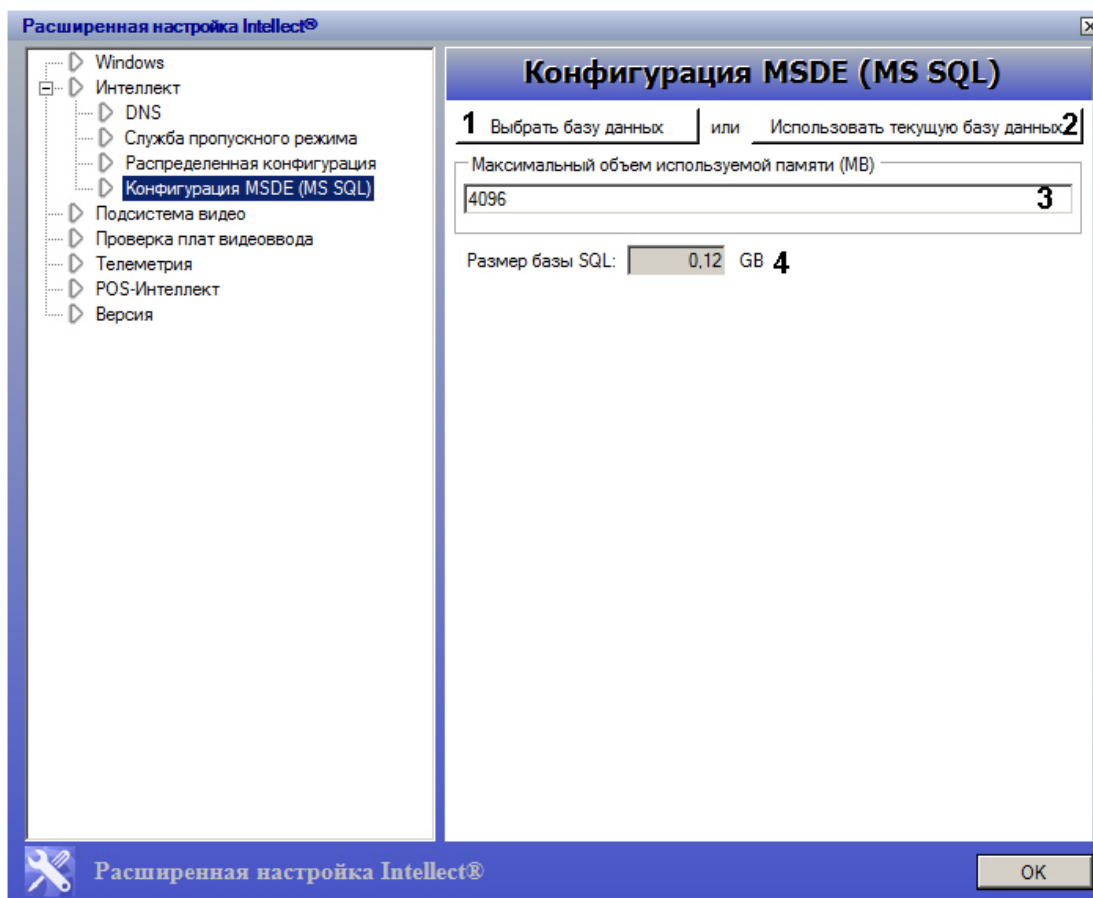 Расширенная настройка Intellect®
Windows
Интеллект
DNS
Служба пропускного режима
Распределенная конфигурация
Конфигурация MSDE (MS SQL)
Подсистема видео
Проверка плат видеоввода
Телеметрия
POS-Интеллект
Версия
Конфигурация MSDE (MS SQL)
1 Выбрать базу данных или Использовать текущую базу данных 2
Максимальный объем используемой памяти (MB)
4096 3
Размер базы SQL: 0,12 GB 4
Расширенная настройка Intellect®
OK